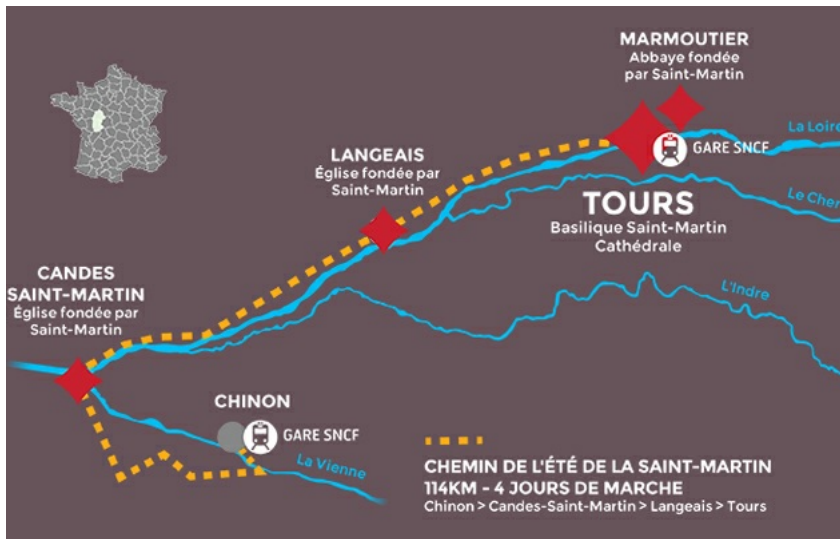 MARMOUTIER
Abbaye fondée
par Saint-Martin
La Loire
GARE SNCF
LANGEAIS
Église fondée par
Saint-Martin
Le Cher
TOURS
Basilique Saint-Martin
Cathédrale
CANDES
SAINT-MARTIN
Église fondée par
Saint-Martin
L'Indre
CHINON
GARE SNCF
La Vienne
CHEMIN DE L'ÉTÉ DE LA SAINT-MARTIN
114KM - 4 JOURS DE MARCHE
Chinon > Candes-Saint-Martin > Langeais > Tours